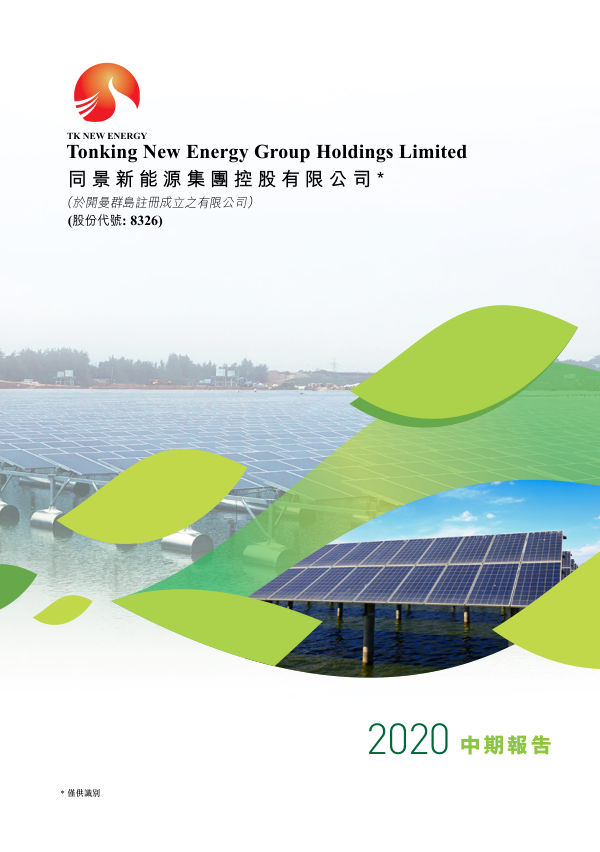 TK NEW ENERGY
Tonking New Energy Group Holdings Limited
同景新能源集團控股有限公司*
(於開曼群島註冊成立之有限公司)
(股份代號: 8326)
2020 中期報告
* 僅供識別